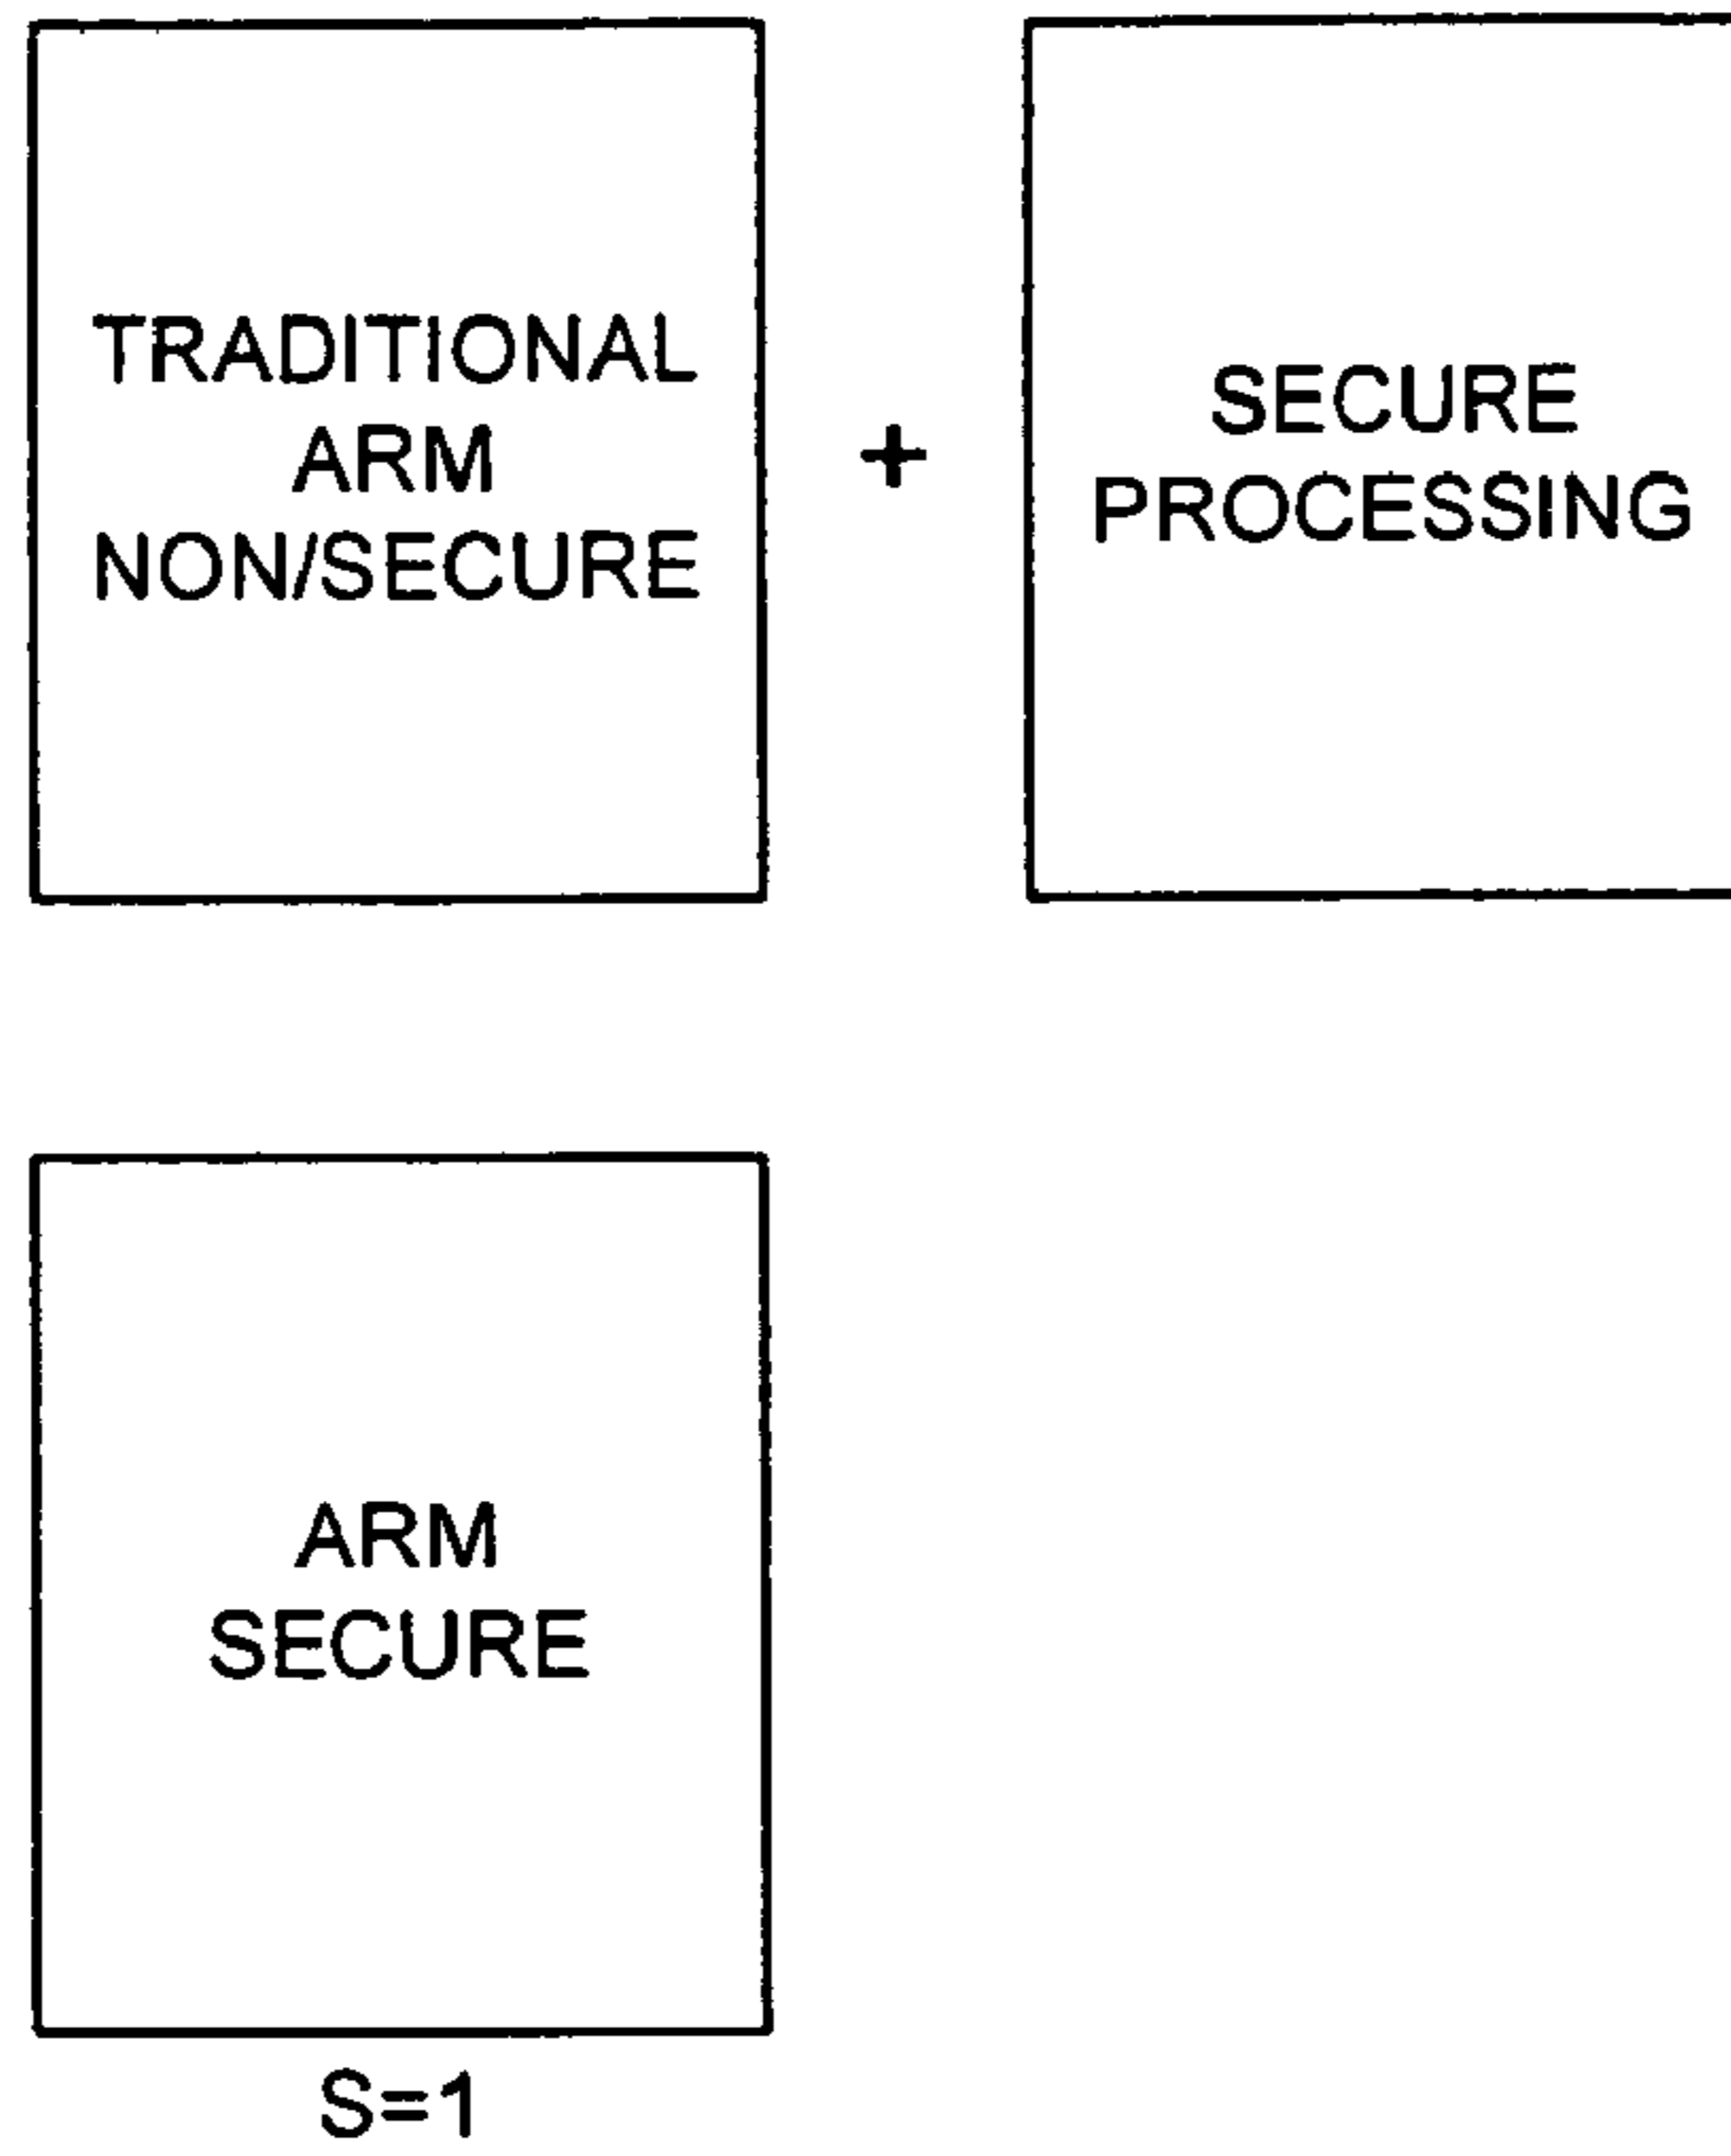 TRADITIONAL
ARM
NON/SECURE
+
SECURE
PROCESSING
ARM
SECURE
S=1